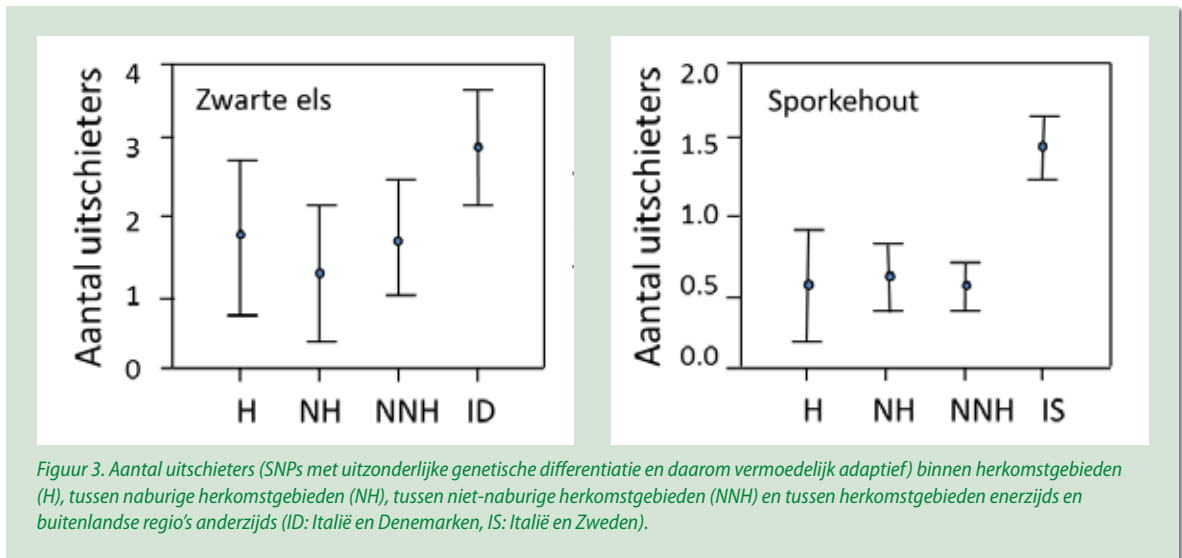 Aantal uitschieters
4
3
2
1
0
Zwarte els
H NH NNH ID
Aantal uitschieters
2.0
1.5
1.0
0.5
0.0
Sporkehout
H NH NNH IS
Figuur 3. Aantal uitschieters (SNPs met uitzonderlijke genetische differentiatie en daarom vermoedelijk adaptief) binnen herkomstgebieden
(H), tussen naburige herkomstgebieden (NH), tussen niet-naburige herkomstgebieden (NNH) en tussen herkomstgebieden enerzijds en
buitenlandse regio's anderzijds (ID: Italië en Denemarken, IS: Italië en Zweden).